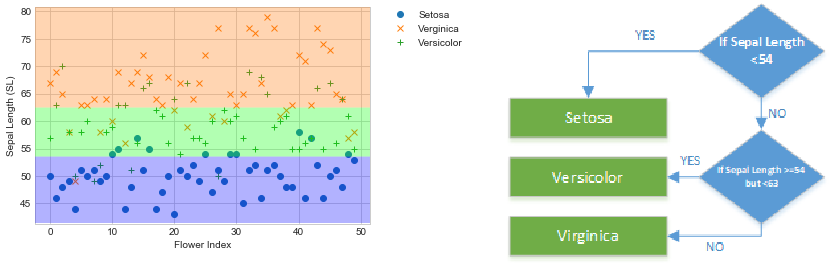 Setosa
Verginica
Versicolor
80
75
70
65
60
55
50
45
Sepal Length (SL)
0
10
20
30
40
50
Flower Index
If Sepal Length
<54
YES
NO
Setosa
If Sepal Length >=54
but <63
YES
NO
Versicolor
Virginica